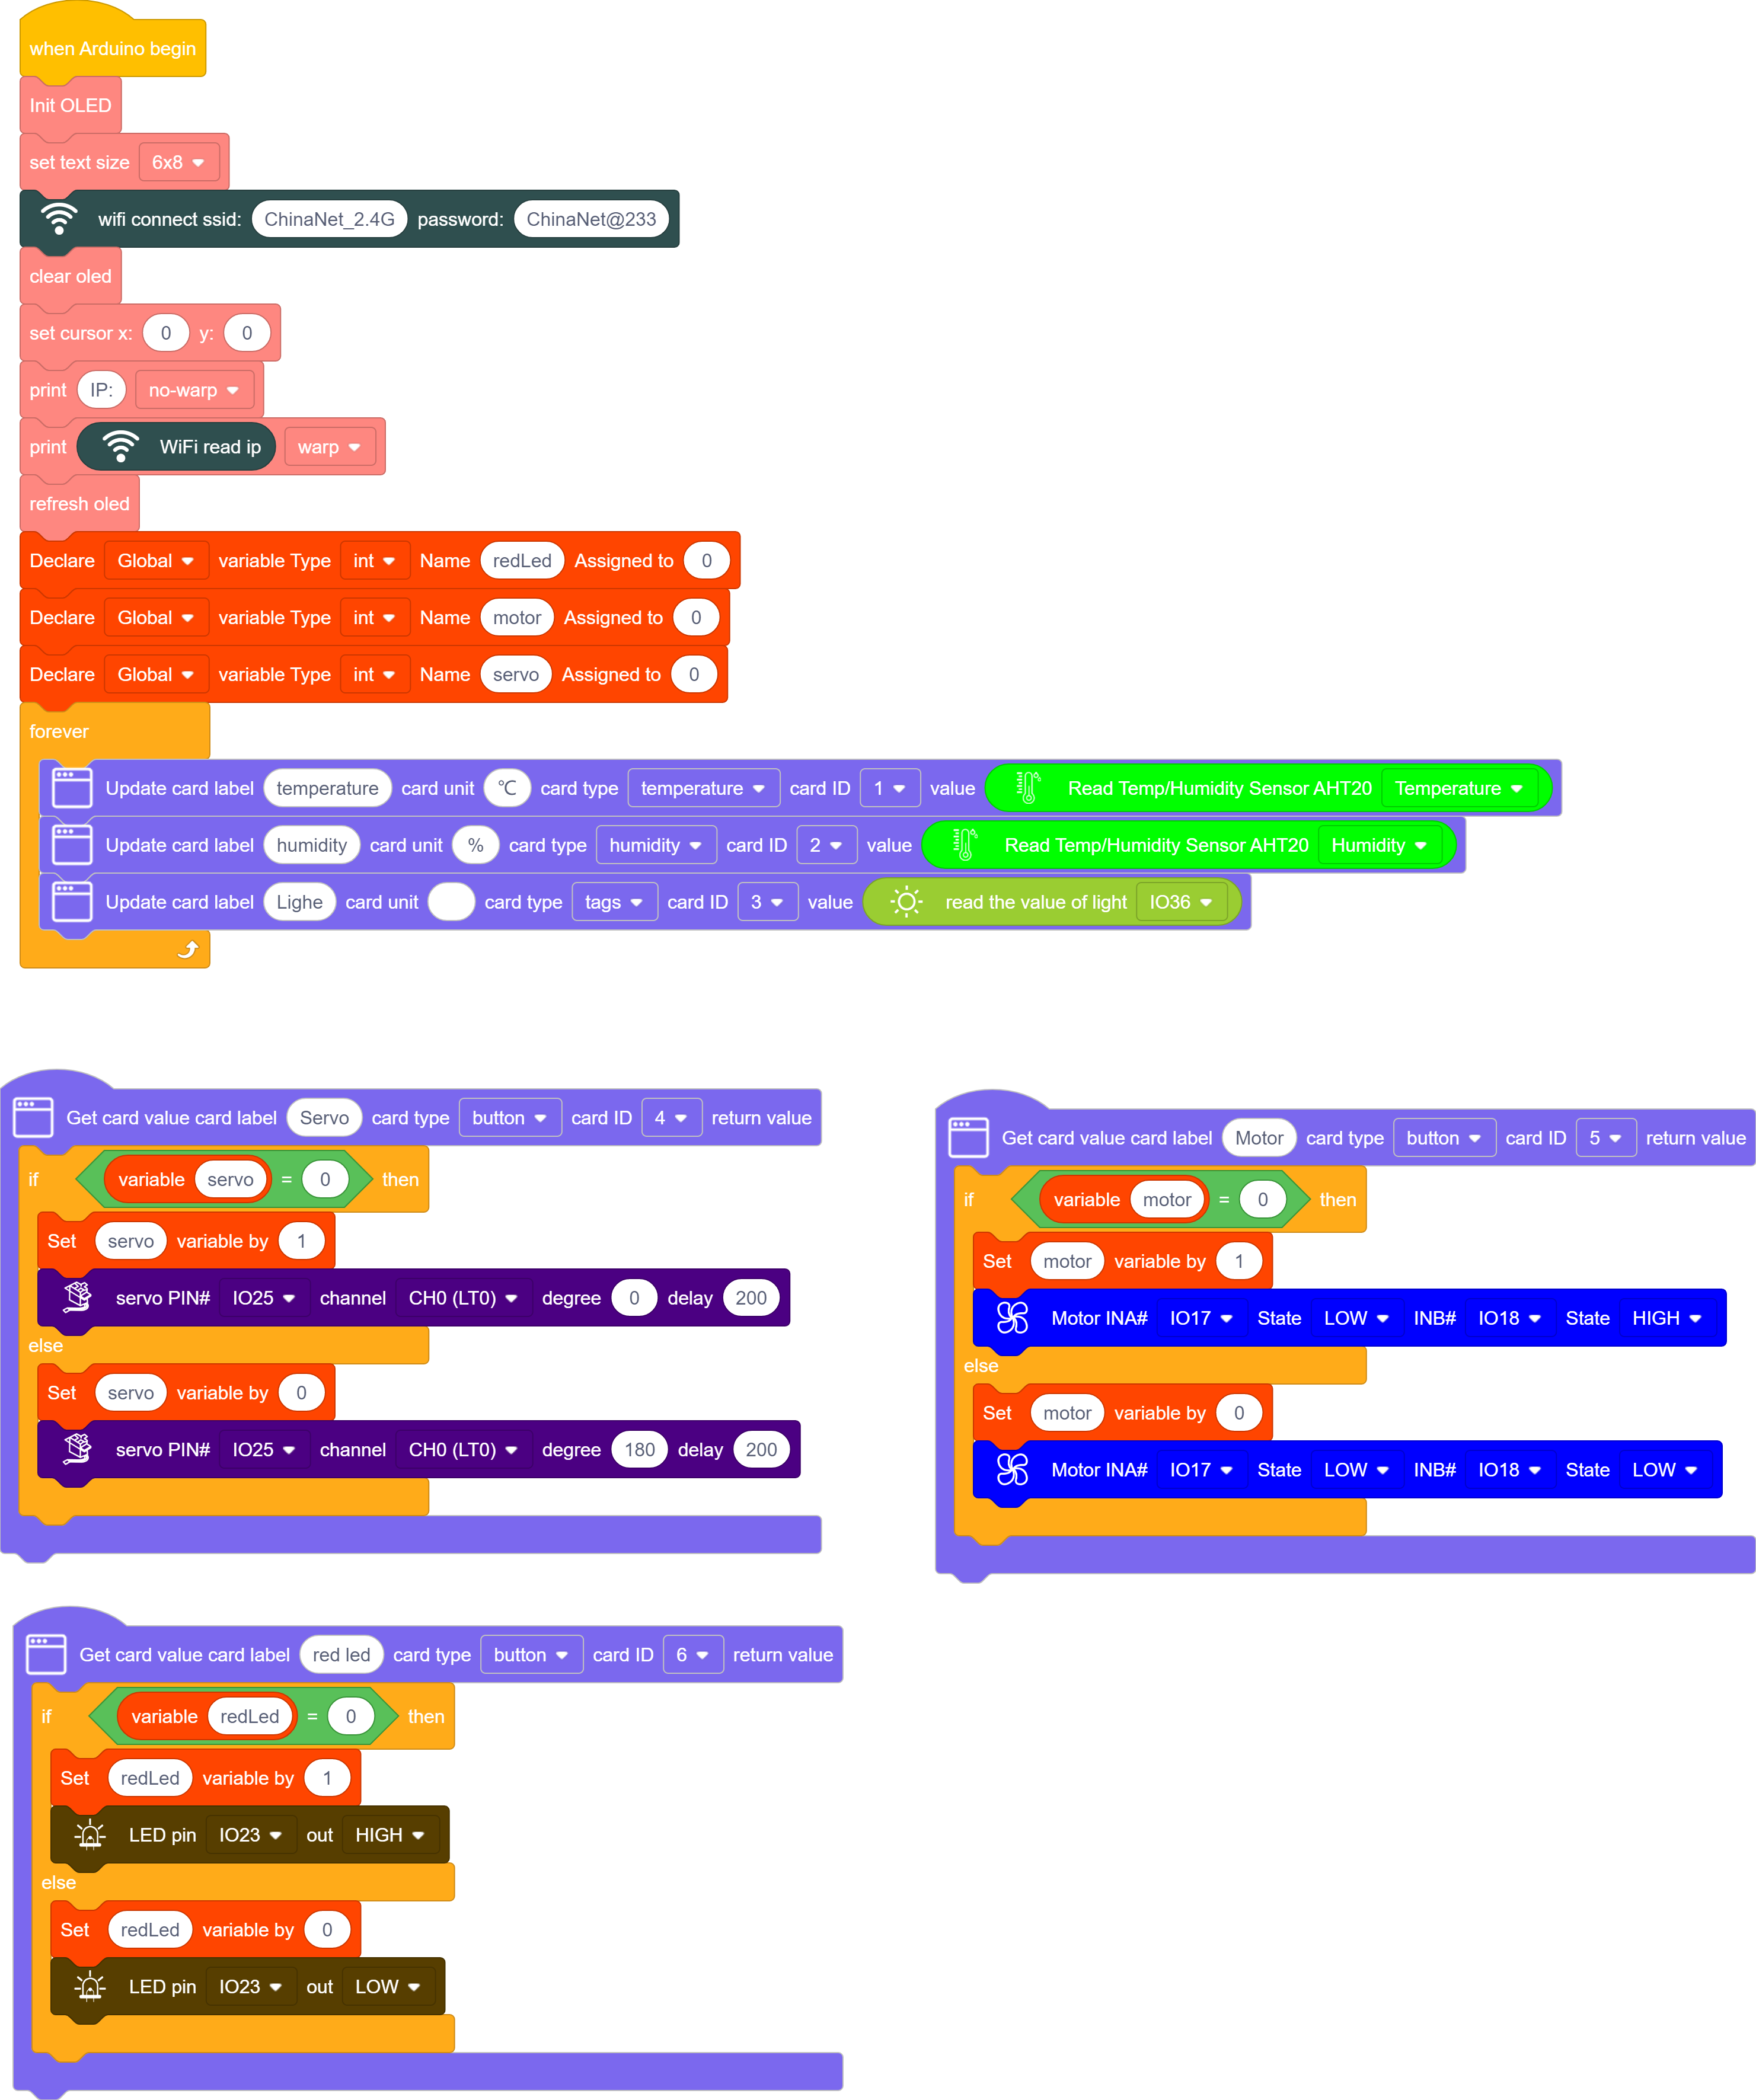 when Arduino begin
Init OLED
set text size 6x8
wifi connect ssid: ChinaNet_2.4G password: ChinaNet@233
clear oled
set cursor x: 0 y: 0
print IP: no-warp
print WiFi read ip warp
refresh oled
Declare Global variable Type int Name redLed Assigned to 0
Declare Global variable Type int Name motor Assigned to 0
Declare Global variable Type int Name servo Assigned to 0
forever
Update card label temperature card unit ℃ card type temperature card ID 1 value Read Temp/Humidity Sensor AHT20 Temperature
Update card label humidity card unit % card type humidity card ID 2 value Read Temp/Humidity Sensor AHT20 Humidity
Update card label Lighe card unit card type tags card ID 3 value read the value of light IO36
Get card value card label Servo card type button card ID 4 return value
if variable servo = 0 then
Set servo variable by 1
servo PIN# IO25 channel CH0 (LT0) degree 0 delay 200
else
Set servo variable by 0
servo PIN# IO25 channel CH0 (LT0) degree 180 delay 200
Get card value card label Motor card type button card ID 5 return value
if variable motor = 0 then
Set motor variable by 1
Motor INA# IO17 State LOW INB# IO18 State HIGH
else
Set motor variable by 0
Motor INA# IO17 State LOW INB# IO18 State LOW
Get card value card label red led card type button card ID 6 return value
if variable redLed = 0 then
Set redLed variable by 1
LED pin IO23 out HIGH
else
Set redLed variable by 0
LED pin IO23 out LOW